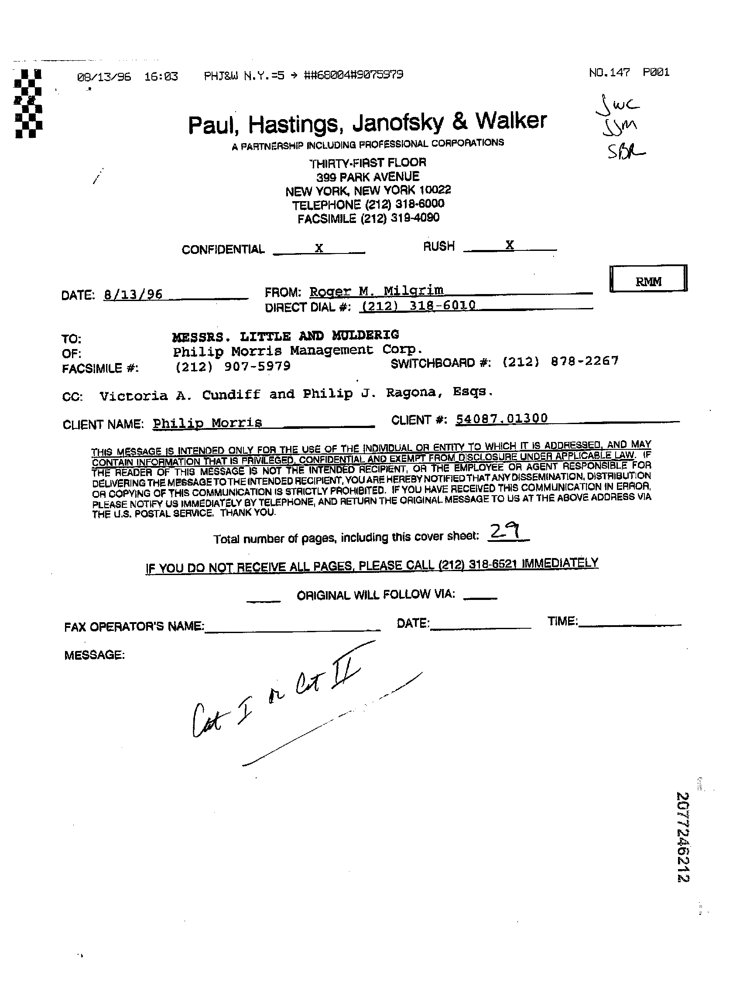 08/13/96 16:03 PHJ&W N.Y.=5 → ##68004#9075979 NO.147 P001
JWC
JJM
SBR
Paul, Hastings, Janofsky & Walker
A PARTNERSHIP INCLUDING PROFESSIONAL CORPORATIONS
THIRTY-FIRST FLOOR
399 PARK AVENUE
NEW YORK, NEW YORK 10022
TELEPHONE (212) 318-6000
FACSIMILE (212) 319-4090
CONFIDENTIAL X RUSH X
RMM
DATE: 8/13/96 FROM: Roger M. Milgrim
DIRECT DIAL #: (212) 318-6010
TO: MESSRS. LITTLE AND MULDERIG
OF: Philip Morris Management Corp.
FACSIMILE #: (212) 907-5979 SWITCHBOARD #: (212) 878-2267
CC: Victoria A. Cundiff and Philip J. Ragona, Esqs.
CLIENT NAME: Philip Morris CLIENT #: 54087.01300
THIS MESSAGE IS INTENDED ONLY FOR THE USE OF THE INDIVIDUAL OR ENTITY TO WHICH IT IS ADDRESSED, AND MAY
CONTAIN INFORMATION THAT IS PRIVILEGED, CONFIDENTIAL AND EXEMPT FROM DISCLOSURE UNDER APPLICABLE LAW. IF
THE READER OF THIS MESSAGE IS NOT THE INTENDED RECIPIENT, OR THE EMPLOYEE OR AGENT RESPONSIBLE FOR
DELIVERING THE MESSAGE TO THE INTENDED RECIPIENT, YOU ARE HEREBY NOTIFIED THAT ANY DISSEMINATION, DISTRIBUTION
OR COPYING OF THIS COMMUNICATION IS STRICTLY PROHIBITED. IF YOU HAVE RECEIVED THIS COMMUNICATION IN ERROR,
PLEASE NOTIFY US IMMEDIATELY BY TELEPHONE, AND RETURN THE ORIGINAL MESSAGE TO US AT THE ABOVE ADDRESS VIA
THE U.S. POSTAL SERVICE. THANK YOU.
Total number of pages, including this cover sheet: 29
IF YOU DO NOT RECEIVE ALL PAGES, PLEASE CALL (212) 318-6521 IMMEDIATELY
ORIGINAL WILL FOLLOW VIA:
FAX OPERATOR'S NAME: DATE: TIME:
MESSAGE:
Cat I or Cat II
2077246212